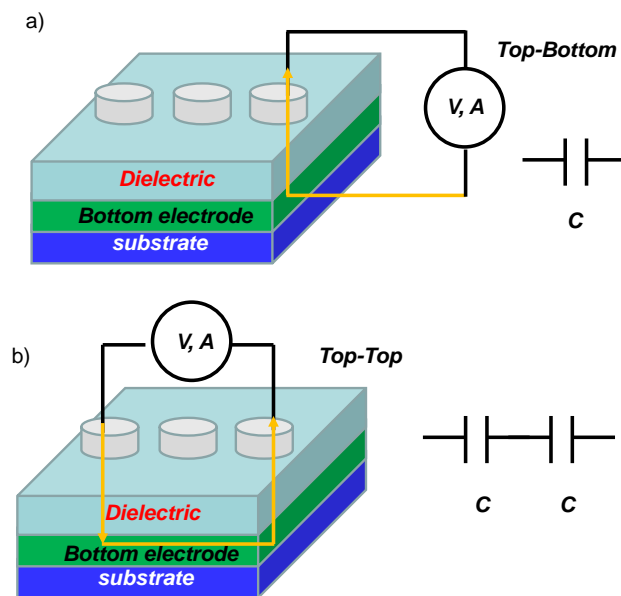 a)
Top-Bottom
V, A
Dielectric
Bottom electrode
substrate
C
b)
V, A
Top-Top
Dielectric
Bottom electrode
substrate
C
C